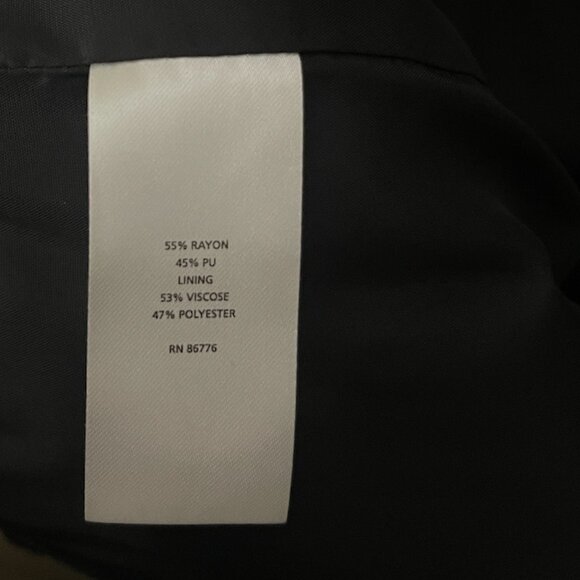 55% RAYON
45% PU
LINING
53% VISCOSE
47% POLYESTER
RN 86776